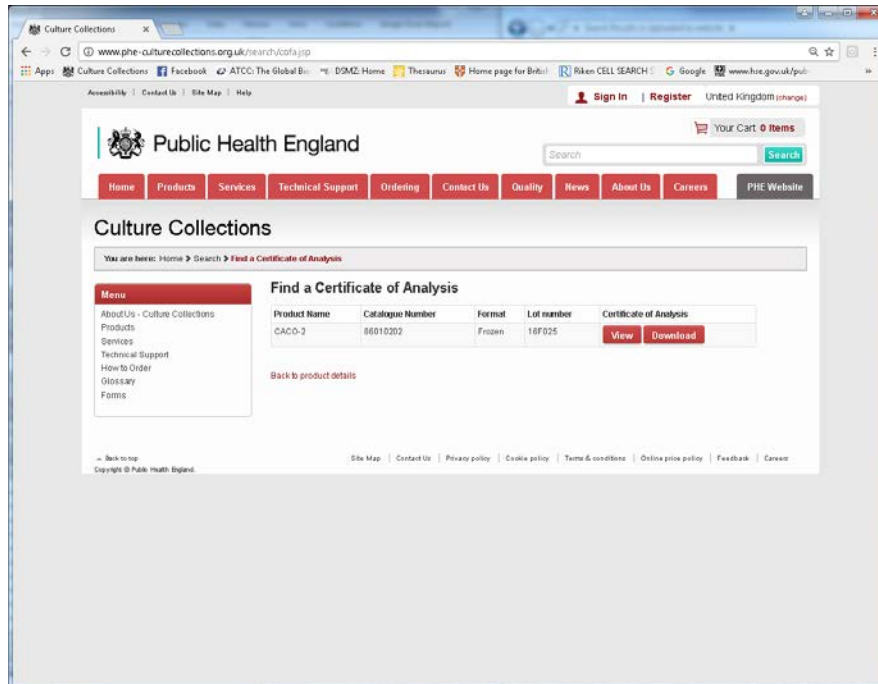 Culture Collections
www.phe-culturecollections.org.uk/search/cofa.jsp
Apps Culture Collections Facebook ATCC: The Global Bi DSMZ: Home Thesaurus Home page for Britis Riken CELL SEARCH S Google www.hse.gov.uk/pub
Accessibility | Contact Us | Site Map | Help
Sign In | Register United Kingdom (change)
Your Cart 0 Items
Public Health England
Search Search
Home Products Services Technical Support Ordering Contact Us Quality News About Us Careers PHE Website
Culture Collections
You are here: Home > Search > Find a Certificate of Analysis
Menu
About Us - Culture Collections
Products
Services
Technical Support
How to Order
Glossary
Forms
Find a Certificate of Analysis
Product Name Catalogue Number Format Lot number Certificate of Analysis
CACO-2 86010202 Frozen 16F025 View Download
Back to product details
Back to top
Site Map | Contact Us | Privacy policy | Cookie policy | Terms & conditions | Online price policy | Feedback | Careers
Copyright © Public Health England.